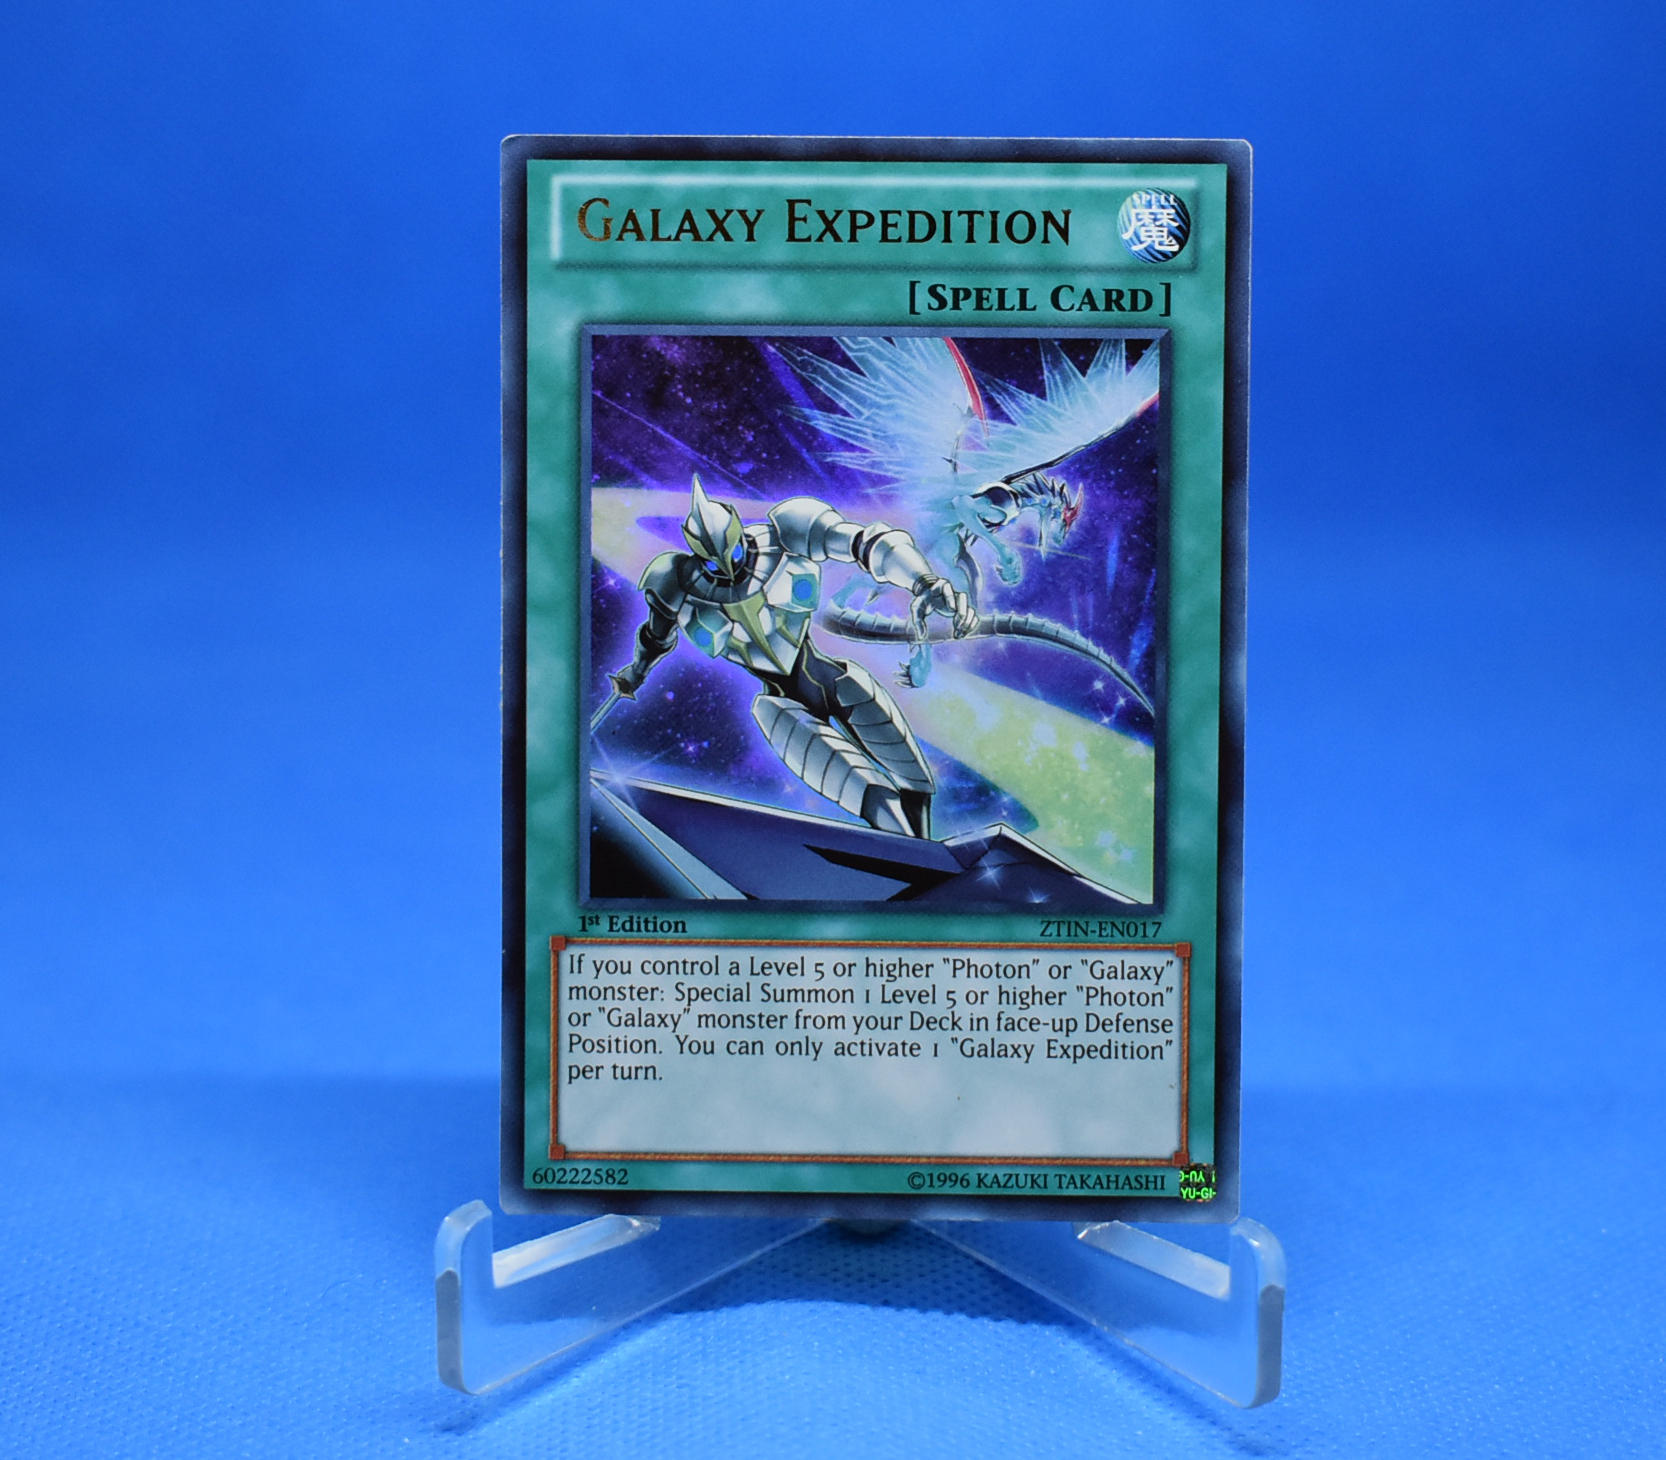 GALAXY EXPEDITION
SPELL
魔
[SPELL CARD]
1st Edition
ZTIN-EN017
If you control a Level 5 or higher "Photon" or "Galaxy"
monster: Special Summon 1 Level 5 or higher "Photon"
or "Galaxy" monster from your Deck in face-up Defense
Position. You can only activate 1 "Galaxy Expedition"
per turn.
60222582
©1996 KAZUKI TAKAHASHI
YU-GI-